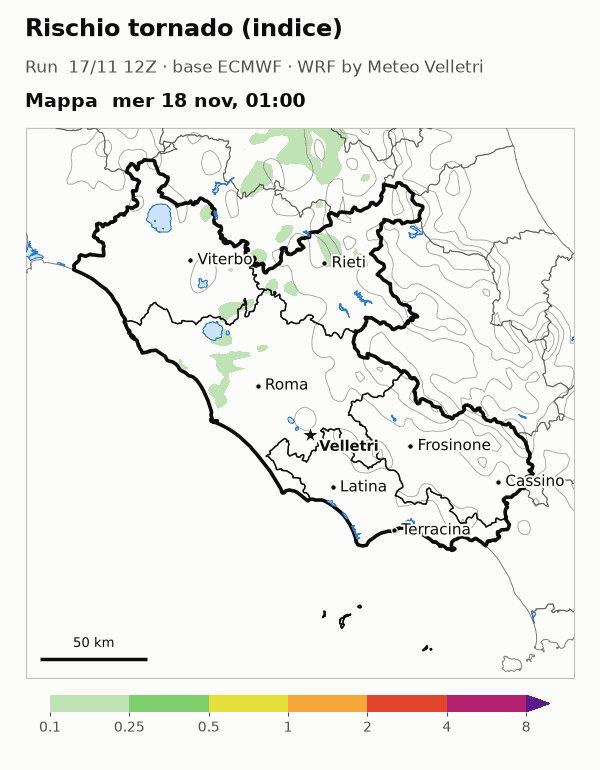 Rischio tornado (indice)
Run 17/11 12Z · base ECMWF · WRF by Meteo Velletri
Mappa mer 18 nov, 01:00
Viterbo
Rieti
Roma
Velletri
Frosinone
Latina
Cassino
Terracina
50 km
0.1 0.25 0.5 1 2 4 8